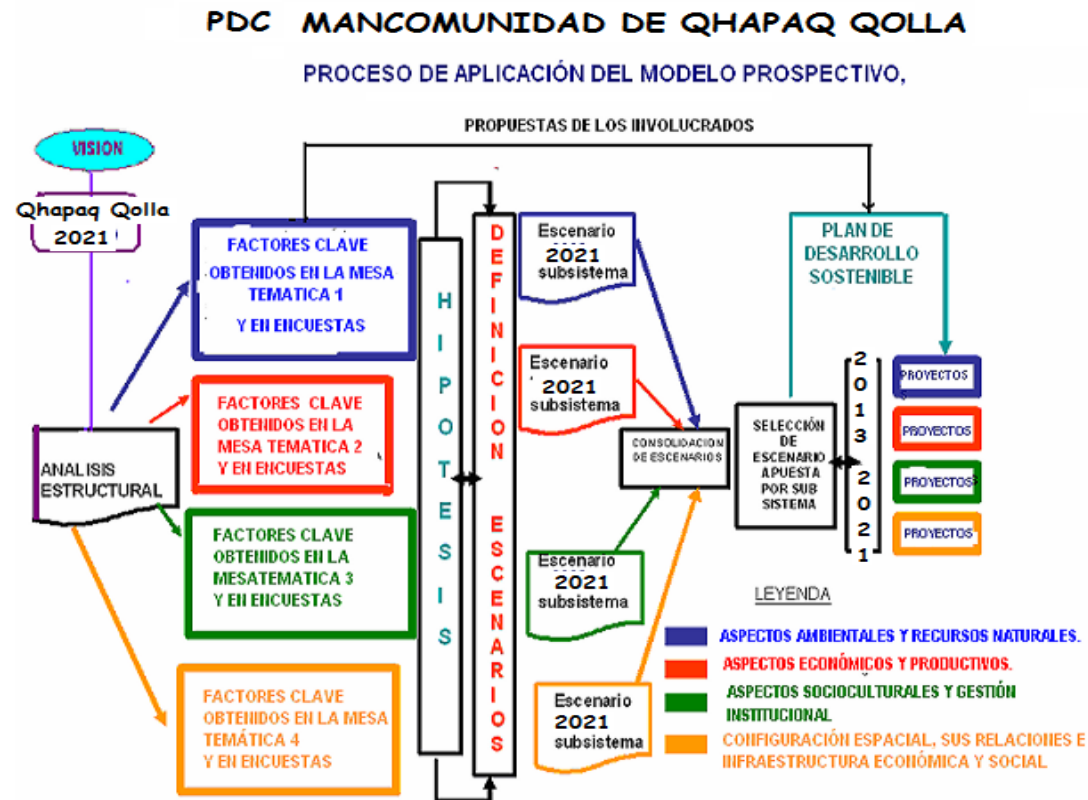 PDC MANCOMUNIDAD DE QHAPAQ QOLLA
PROCESO DE APLICACIÓN DEL MODELO PROSPECTIVO,
PROPUESTAS DE LOS INVOLUCRADOS
VISION
Qhapaq Qolla
2021
ANALISIS
ESTRUCTURAL
FACTORES CLAVE
OBTENIDOS EN LA MESA
TEMATICA 1
Y EN ENCUESTAS
FACTORES CLAVE
OBTENIDOS EN LA
MESA TEMATICA 2
Y EN ENCUESTAS
FACTORES CLAVE
OBTENIDOS EN LA
MESATEMATICA 3
Y EN ENCUESTAS
FACTORES CLAVE
OBTENIDOS EN LA MESA
TEMÁTICA 4
Y EN ENCUESTAS
HIPOTESIS
DEFINICION ESCENARIOS
Escenario
2021
subsistema
Escenario
2021
subsistema
Escenario
2021
subsistema
Escenario
2021
subsistema
CONSOLIDACION
DE ESCENARIOS
SELECCIÓN
DE
ESCENARIO
APUESTA
POR SUB
SISTEMA
PLAN DE
DESARROLLO
SOSTENIBLE
[2013 2021]
PROYECTOS
PROYECTOS
PROYECTOS
PROYECTOS
LEYENDA
ASPECTOS AMBIENTALES Y RECURSOS NATURALES.
ASPECTOS ECONÓMICOS Y PRODUCTIVOS.
ASPECTOS SOCIOCULTURALES Y GESTIÓN
INSTITUCIONAL
CONFIGURACIÓN ESPACIAL, SUS RELACIONES E
INFRAESTRUCTURA ECONÓMICA Y SOCIAL